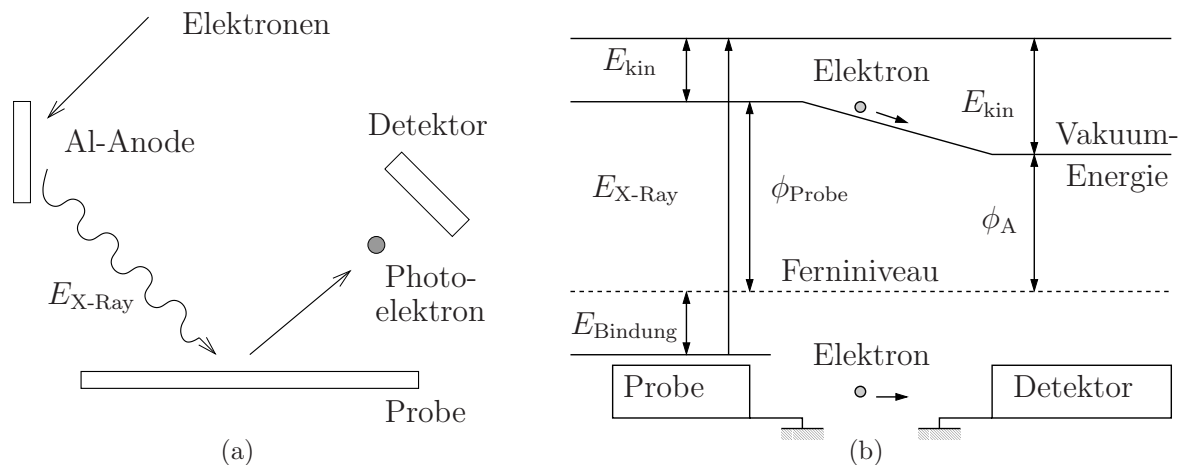 Elektronen
Al-Anode
Detektor
E_X-Ray
Photo-
elektron
Probe
(a)
E_kin
Elektron
E_kin
Vakuum-
Energie
E_X-Ray
ϕ_Probe
ϕ_A
Ferniniveau
E_Bindung
Elektron
Probe
Detektor
(b)